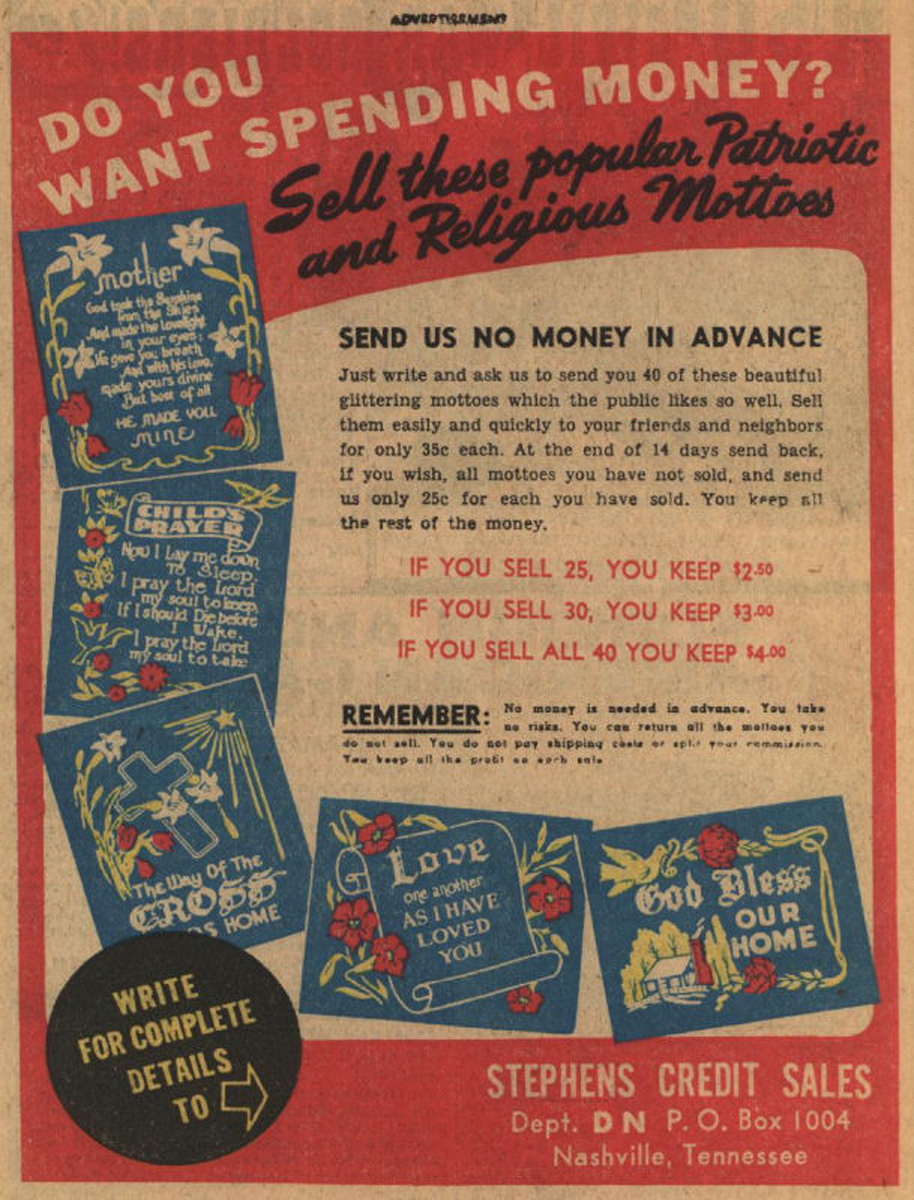 ADVERTISEMENT
DO YOU
WANT SPENDING MONEY?
Sell these popular Patriotic
and Religious Mottoes
mother
God took the Sunshine
from the Skies
And made the lovelight
in your eyes;
He gave you breath
And with his love,
made yours divine
But best of all
HE MADE YOU
MINE
SEND US NO MONEY IN ADVANCE
Just write and ask us to send you 40 of these beautiful
glittering mottoes which the public likes so well. Sell
them easily and quickly to your friends and neighbors
for only 35c each. At the end of 14 days send back,
if you wish, all mottoes you have not sold, and send
us only 25c for each you have sold. You keep all
the rest of the money.
IF YOU SELL 25, YOU KEEP $2.50
IF YOU SELL 30, YOU KEEP $3.00
IF YOU SELL ALL 40 YOU KEEP $4.00
CHILD'S
PRAYER
Now I Lay me down
To Sleep,
I pray the Lord
my soul to keep,
If I should Die before
I Wake,
I pray the Lord
my soul to take
REMEMBER: No money is needed in advance. You take
no risks. You can return all the mottoes you
do not sell. You do not pay shipping costs or split your commission.
You keep all the profit on each sale
The Way Of The
CROSS
DS HOME
Love
one another
AS I HAVE
LOVED
YOU
God Bless
OUR
HOME
WRITE
FOR COMPLETE
DETAILS
TO
STEPHENS CREDIT SALES
Dept. DN P. O. Box 1004
Nashville, Tennessee